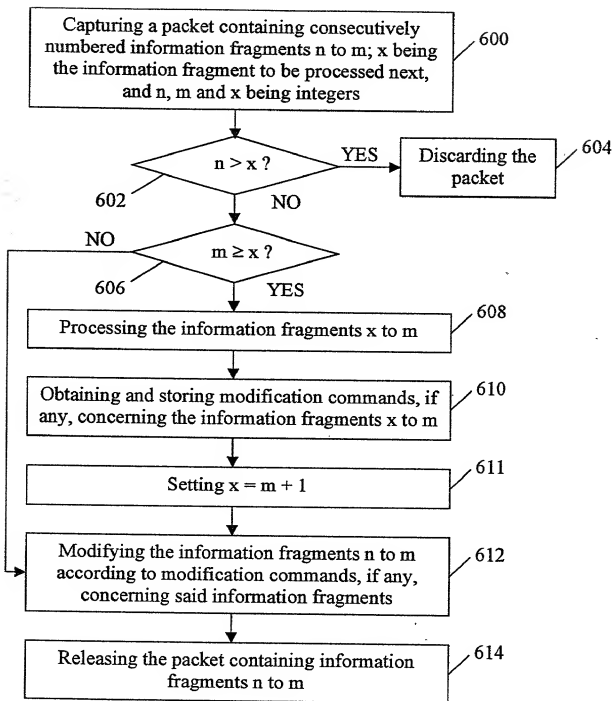 Capturing a packet containing consecutively
numbered information fragments n to m; x being
the information fragment to be processed next,
and n, m and x being integers
600
n > x ?
YES
Discarding the
packet
604
602
NO
NO
m ≥ x ?
606
YES
Processing the information fragments x to m
608
Obtaining and storing modification commands, if
any, concerning the information fragments x to m
610
Setting x = m + 1
611
Modifying the information fragments n to m
according to modification commands, if any,
concerning said information fragments
612
Releasing the packet containing information
fragments n to m
614